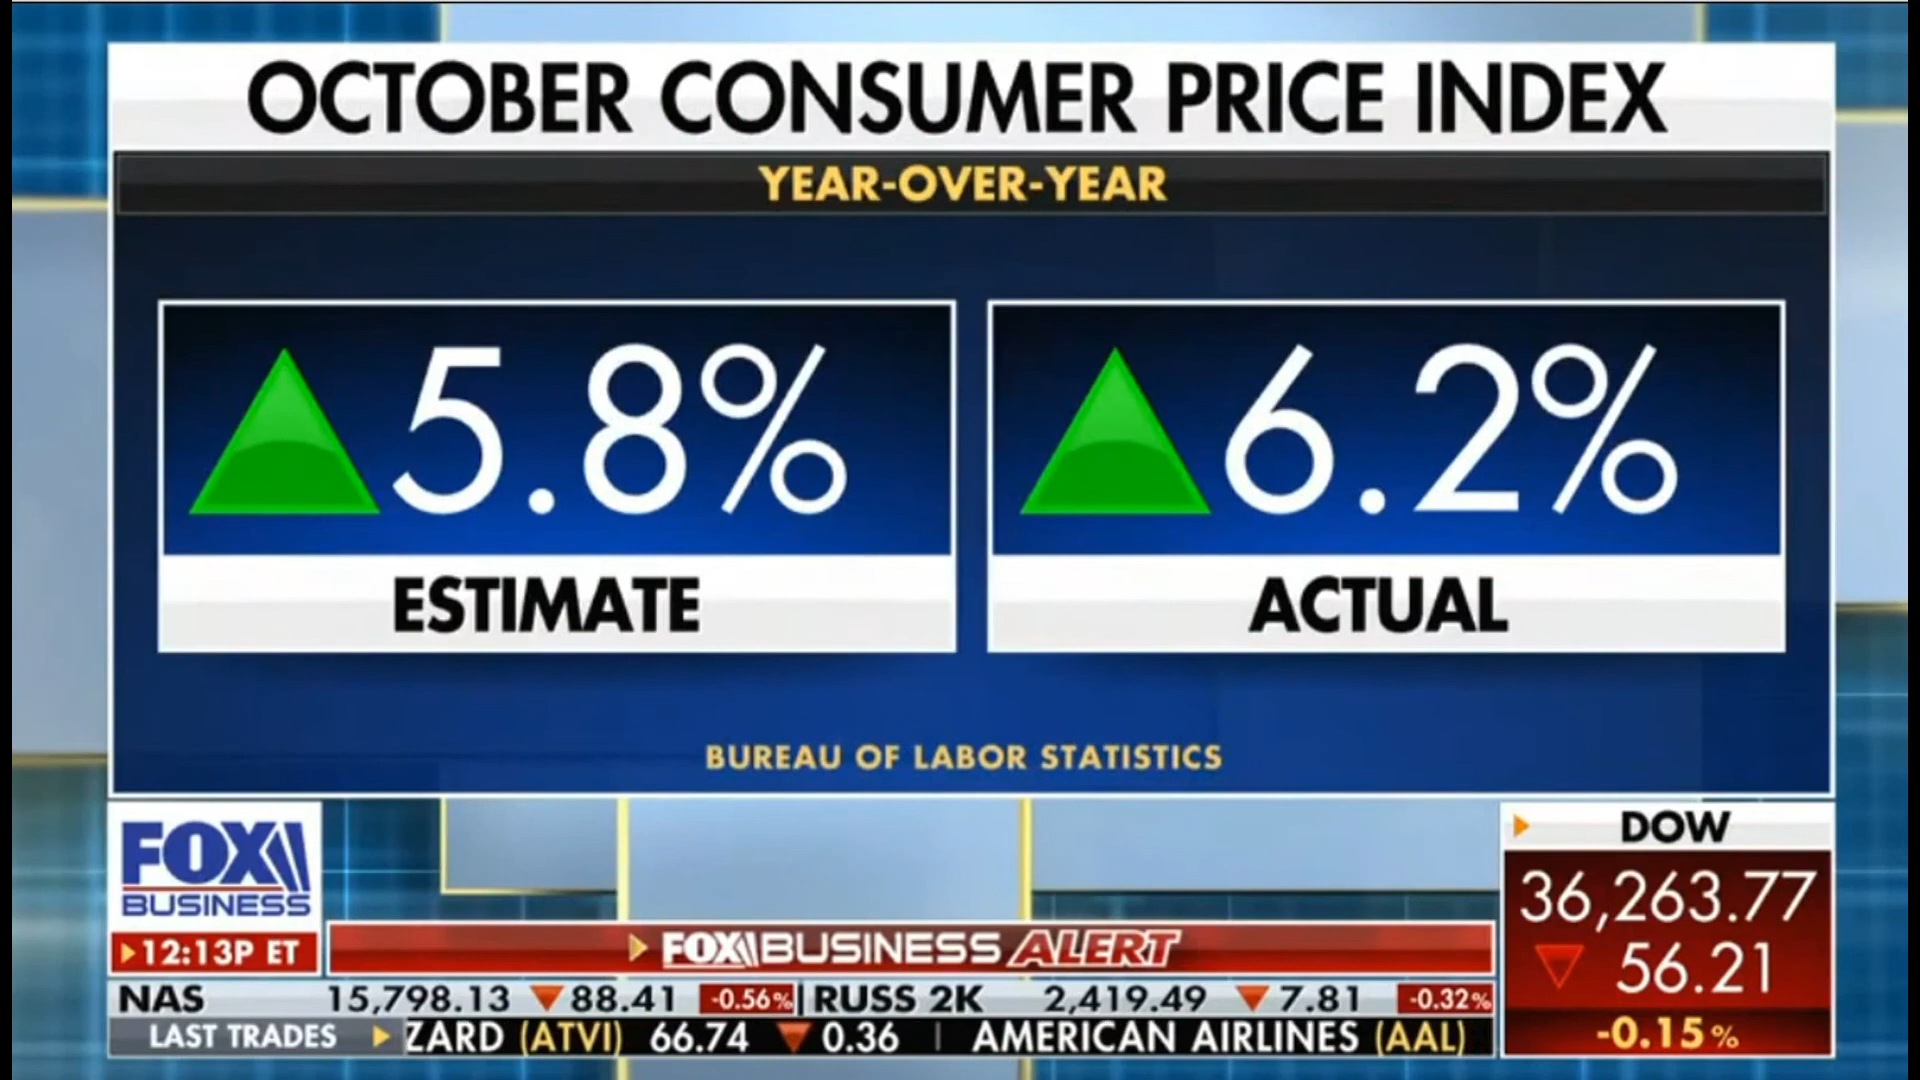 OCTOBER CONSUMER PRICE INDEX
YEAR-OVER-YEAR
5.8%
ESTIMATE
6.2%
ACTUAL
BUREAU OF LABOR STATISTICS
FOX
BUSINESS
12:13P ET
FOX BUSINESS ALERT
NAS 15,798.13 88.41 -0.56% RUSS 2K 2,419.49 7.81 -0.32%
LAST TRADES ZARD (ATVI) 66.74 0.36 AMERICAN AIRLINES (AAL)
DOW
36,263.77
56.21
-0.15%